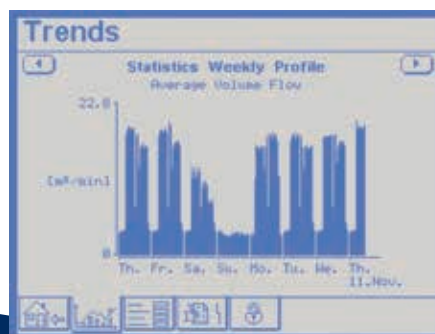 Trends
Statistics Weekly Profile
Average Volume Flow
22.0
[m³/min]
0
Th. Fr. Sa. Su. Mo. Tu. We. Th.
11.Nov.